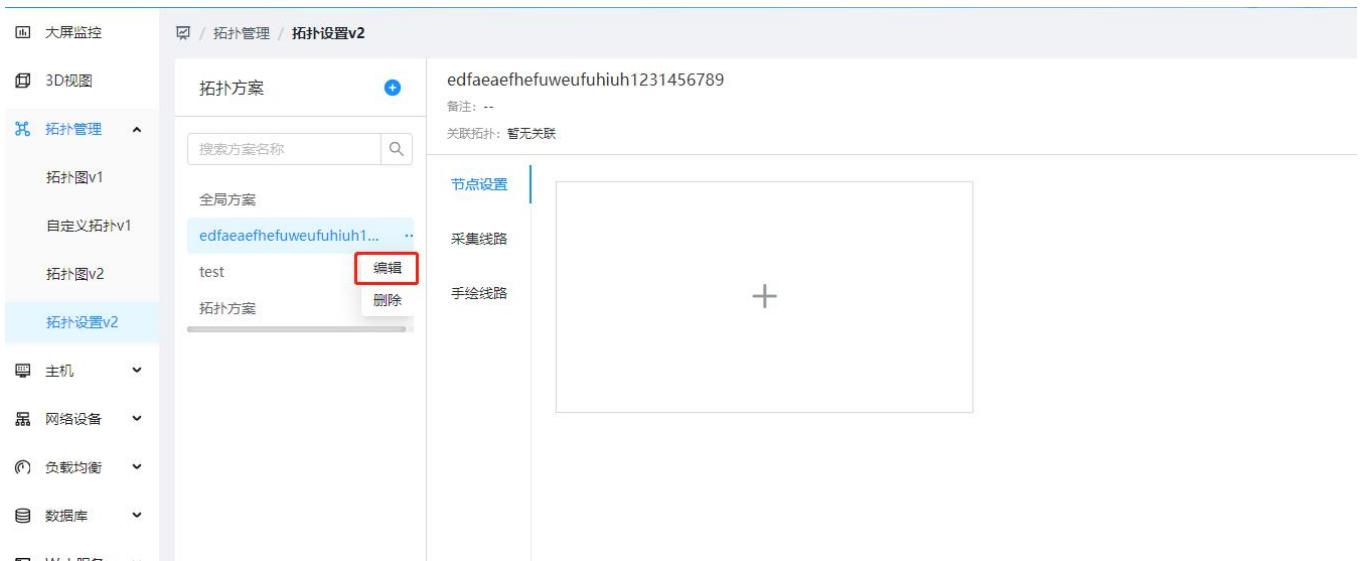 大屏监控
3D视图
拓扑管理
拓扑图v1
自定义拓扑v1
拓扑图v2
拓扑设置v2
主机
网络设备
负载均衡
数据库
/ 拓扑管理 / 拓扑设置v2
拓扑方案
搜索方案名称
全局方案
edfaeaefhefuweufuhiuh1...
test
拓扑方案
编辑
删除
edfaeaefhefuweufuhiuh1231456789
备注: --
关联拓扑: 暂无关联
节点设置
采集线路
手绘线路